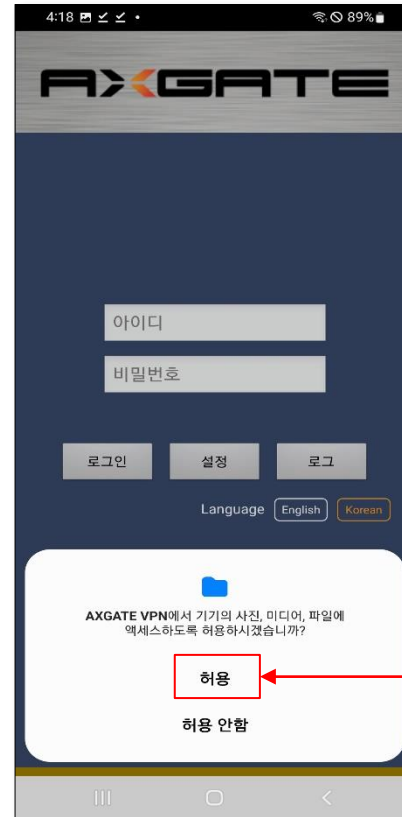 4:18
89%
AXGATE
아이디
비밀번호
로그인 설정 로그
Language English Korean
AXGATE VPN에서 기기의 사진, 미디어, 파일에
액세스하도록 허용하시겠습니까?
허용
허용 안함